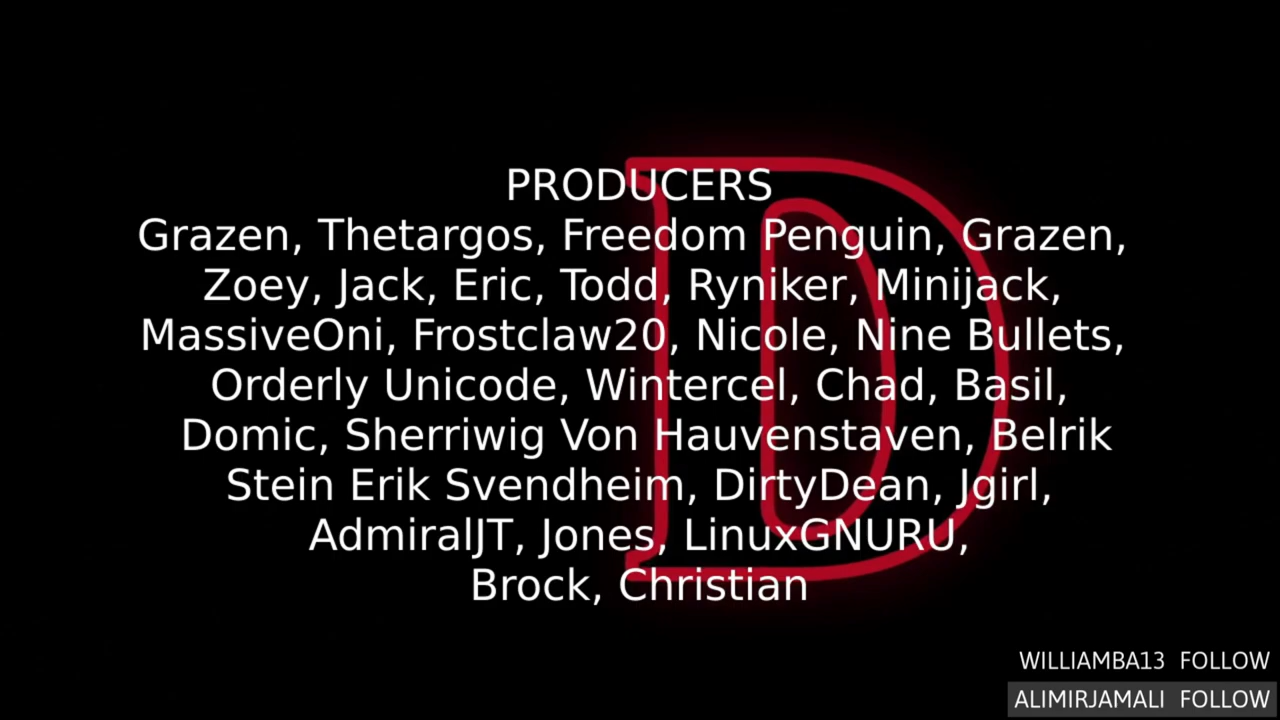 PRODUCERS
Grazen, Thetargos, Freedom Penguin, Grazen,
Zoey, Jack, Eric, Todd, Ryniker, Minijack,
MassiveOni, Frostclaw20, Nicole, Nine Bullets,
Orderly Unicode, Wintercel, Chad, Basil,
Domic, Sherriwig Von Hauvenstaven, Belrik
Stein Erik Svendheim, DirtyDean, Jgirl,
AdmiralJT, Jones, LinuxGNURU,
Brock, Christian
D
WILLIAMBA13 FOLLOW
ALIMIRJAMALI FOLLOW